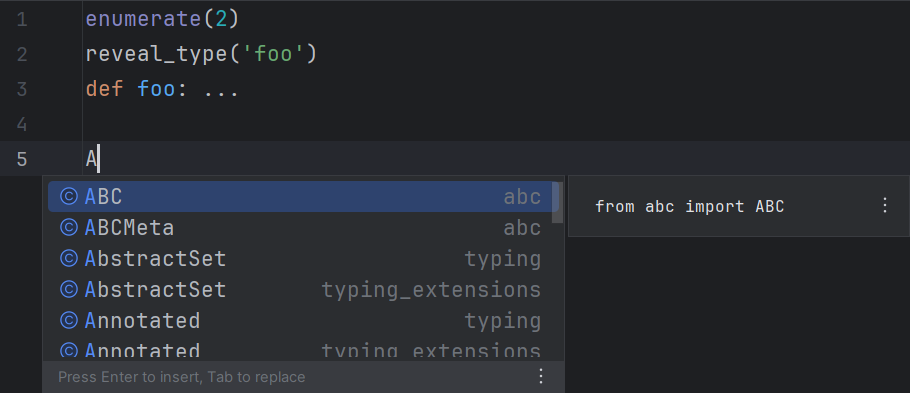 1 enumerate(2)
2 reveal_type('foo')
3 def foo: ...
4
5 A
ABC abc
ABCMeta abc
AbstractSet typing
AbstractSet typing_extensions
Annotated typing
Annotated typing_extensions
Press Enter to insert, Tab to replace
from abc import ABC